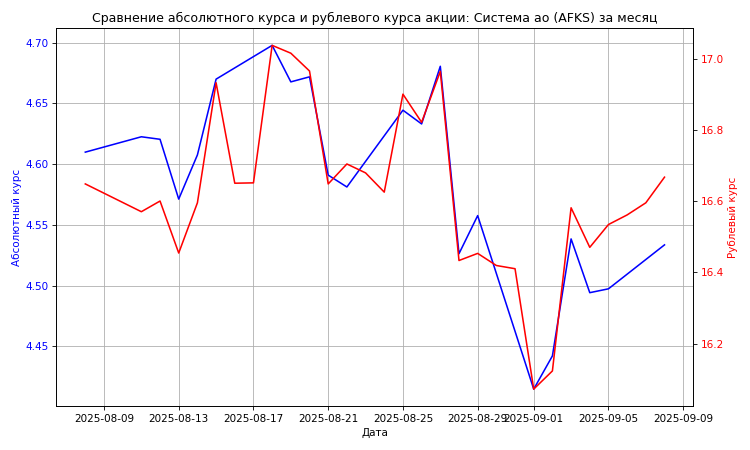 Сравнение абсолютного курса и рублевого курса акции: Система ао (AFKS) за месяц
4.70
4.65
4.60
4.55
4.50
4.45
Абсолютный курс
17.0
16.8
16.6
16.4
16.2
Рублевый курс
2025-08-09 2025-08-13 2025-08-17 2025-08-21 2025-08-25 2025-08-29 2025-09-01 2025-09-05 2025-09-09
Дата